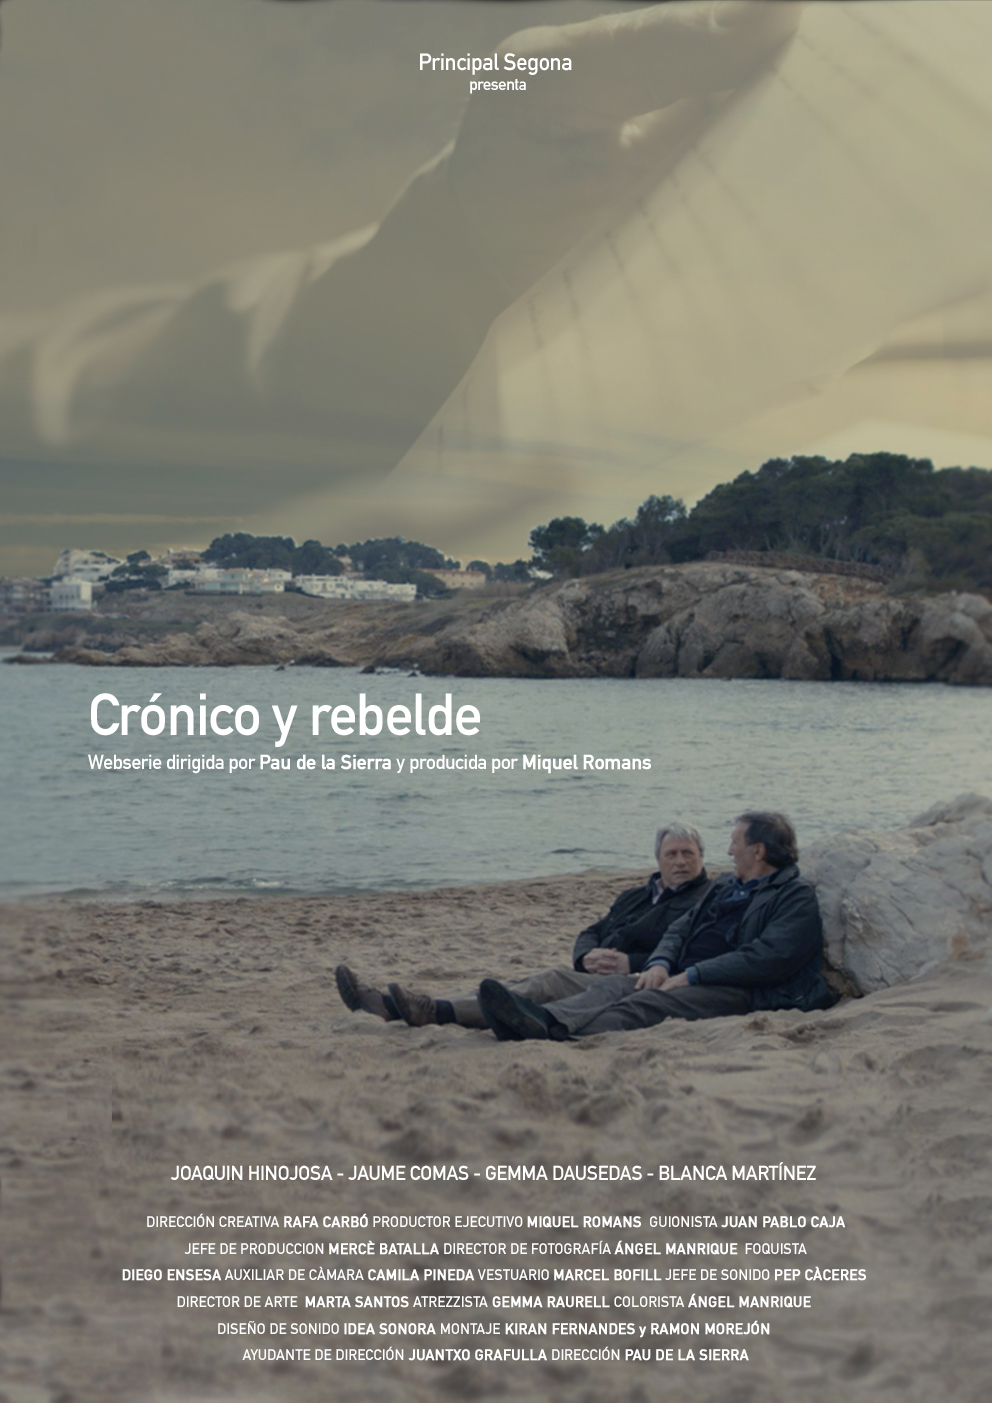 Principal Segona
presenta
Crónico y rebelde
Webserie dirigida por Pau de la Sierra y producida por Miquel Romans
JOAQUIN HINOJOSA - JAUME COMAS - GEMMA DAUSEDAS - BLANCA MARTÍNEZ
DIRECCIÓN CREATIVA RAFA CARBÓ PRODUCTOR EJECUTIVO MIQUEL ROMANS GUIONISTA JUAN PABLO CAJA
JEFE DE PRODUCCION MERCÈ BATALLA DIRECTOR DE FOTOGRAFÍA ÁNGEL MANRIQUE FOQUISTA
DIEGO ENSESA AUXILIAR DE CÀMARA CAMILA PINEDA VESTUARIO MARCEL BOFILL JEFE DE SONIDO PEP CÀCERES
DIRECTOR DE ARTE MARTA SANTOS ATREZZISTA GEMMA RAURELL COLORISTA ÁNGEL MANRIQUE
DISEÑO DE SONIDO IDEA SONORA MONTAJE KIRAN FERNANDES y RAMON MOREJÓN
AYUDANTE DE DIRECCIÓN JUANTXO GRAFULLA DIRECCIÓN PAU DE LA SIERRA